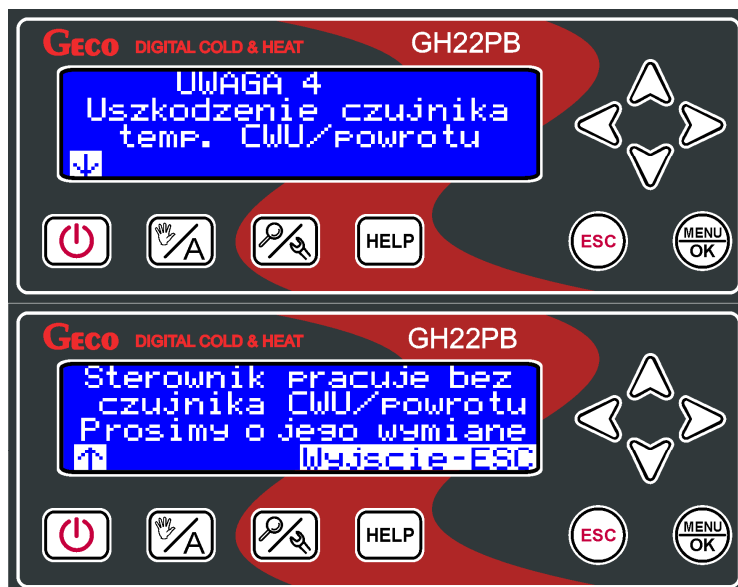 GECO DIGITAL COLD & HEAT GH22PB
UWAGA 4
Uszkodzenie czujnika
temp. CWU/powrotu
A HELP ESC MENU OK
GECO DIGITAL COLD & HEAT GH22PB
Sterownik pracuje bez
czujnika CWU/powrotu
Prosimy o jego wymiane
Wyjscie-ESC
A HELP ESC MENU OK